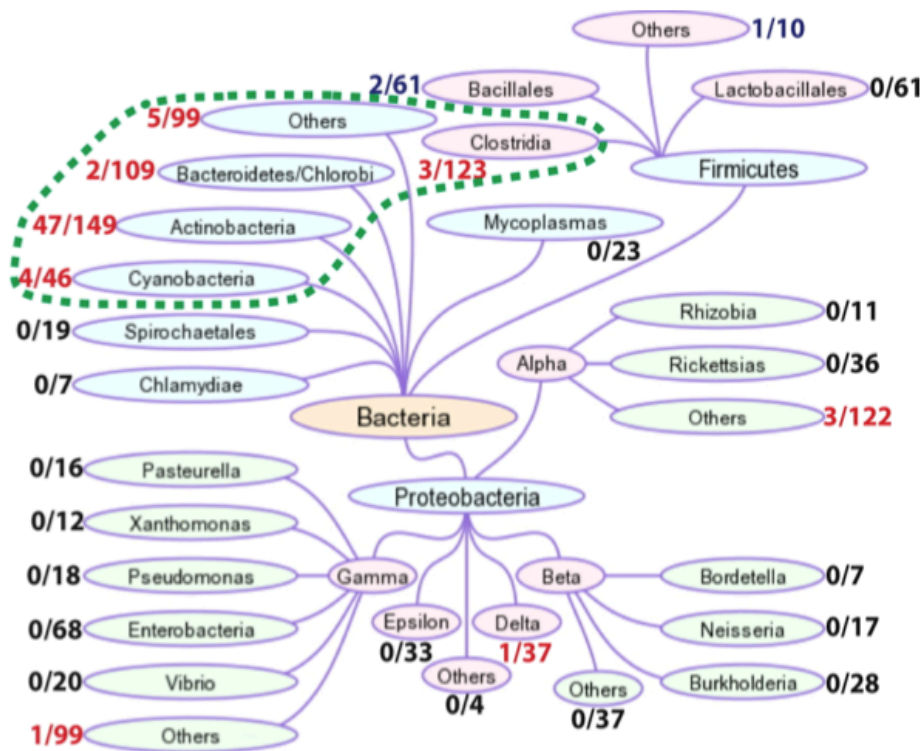 Others 1/10
2/61 Bacillales
Lactobacillales 0/61
5/99 Others
Clostridia
3/123
Firmicutes
2/109 Bacteroidetes/Chlorobi
47/149 Actinobacteria
Mycoplasmas
0/23
4/46 Cyanobacteria
Rhizobia 0/11
0/19 Spirochaetales
Alpha
Rickettsias 0/36
0/7 Chlamydiae
Bacteria
Others 3/122
0/16 Pasteurella
Proteobacteria
0/12 Xanthomonas
0/18 Pseudomonas
Gamma
Beta
Bordetella 0/7
Epsilon
0/33
Delta
1/37
0/68 Enterobacteria
Neisseria 0/17
Others
0/4
0/20 Vibrio
Others
0/37
Burkholderia 0/28
1/99 Others